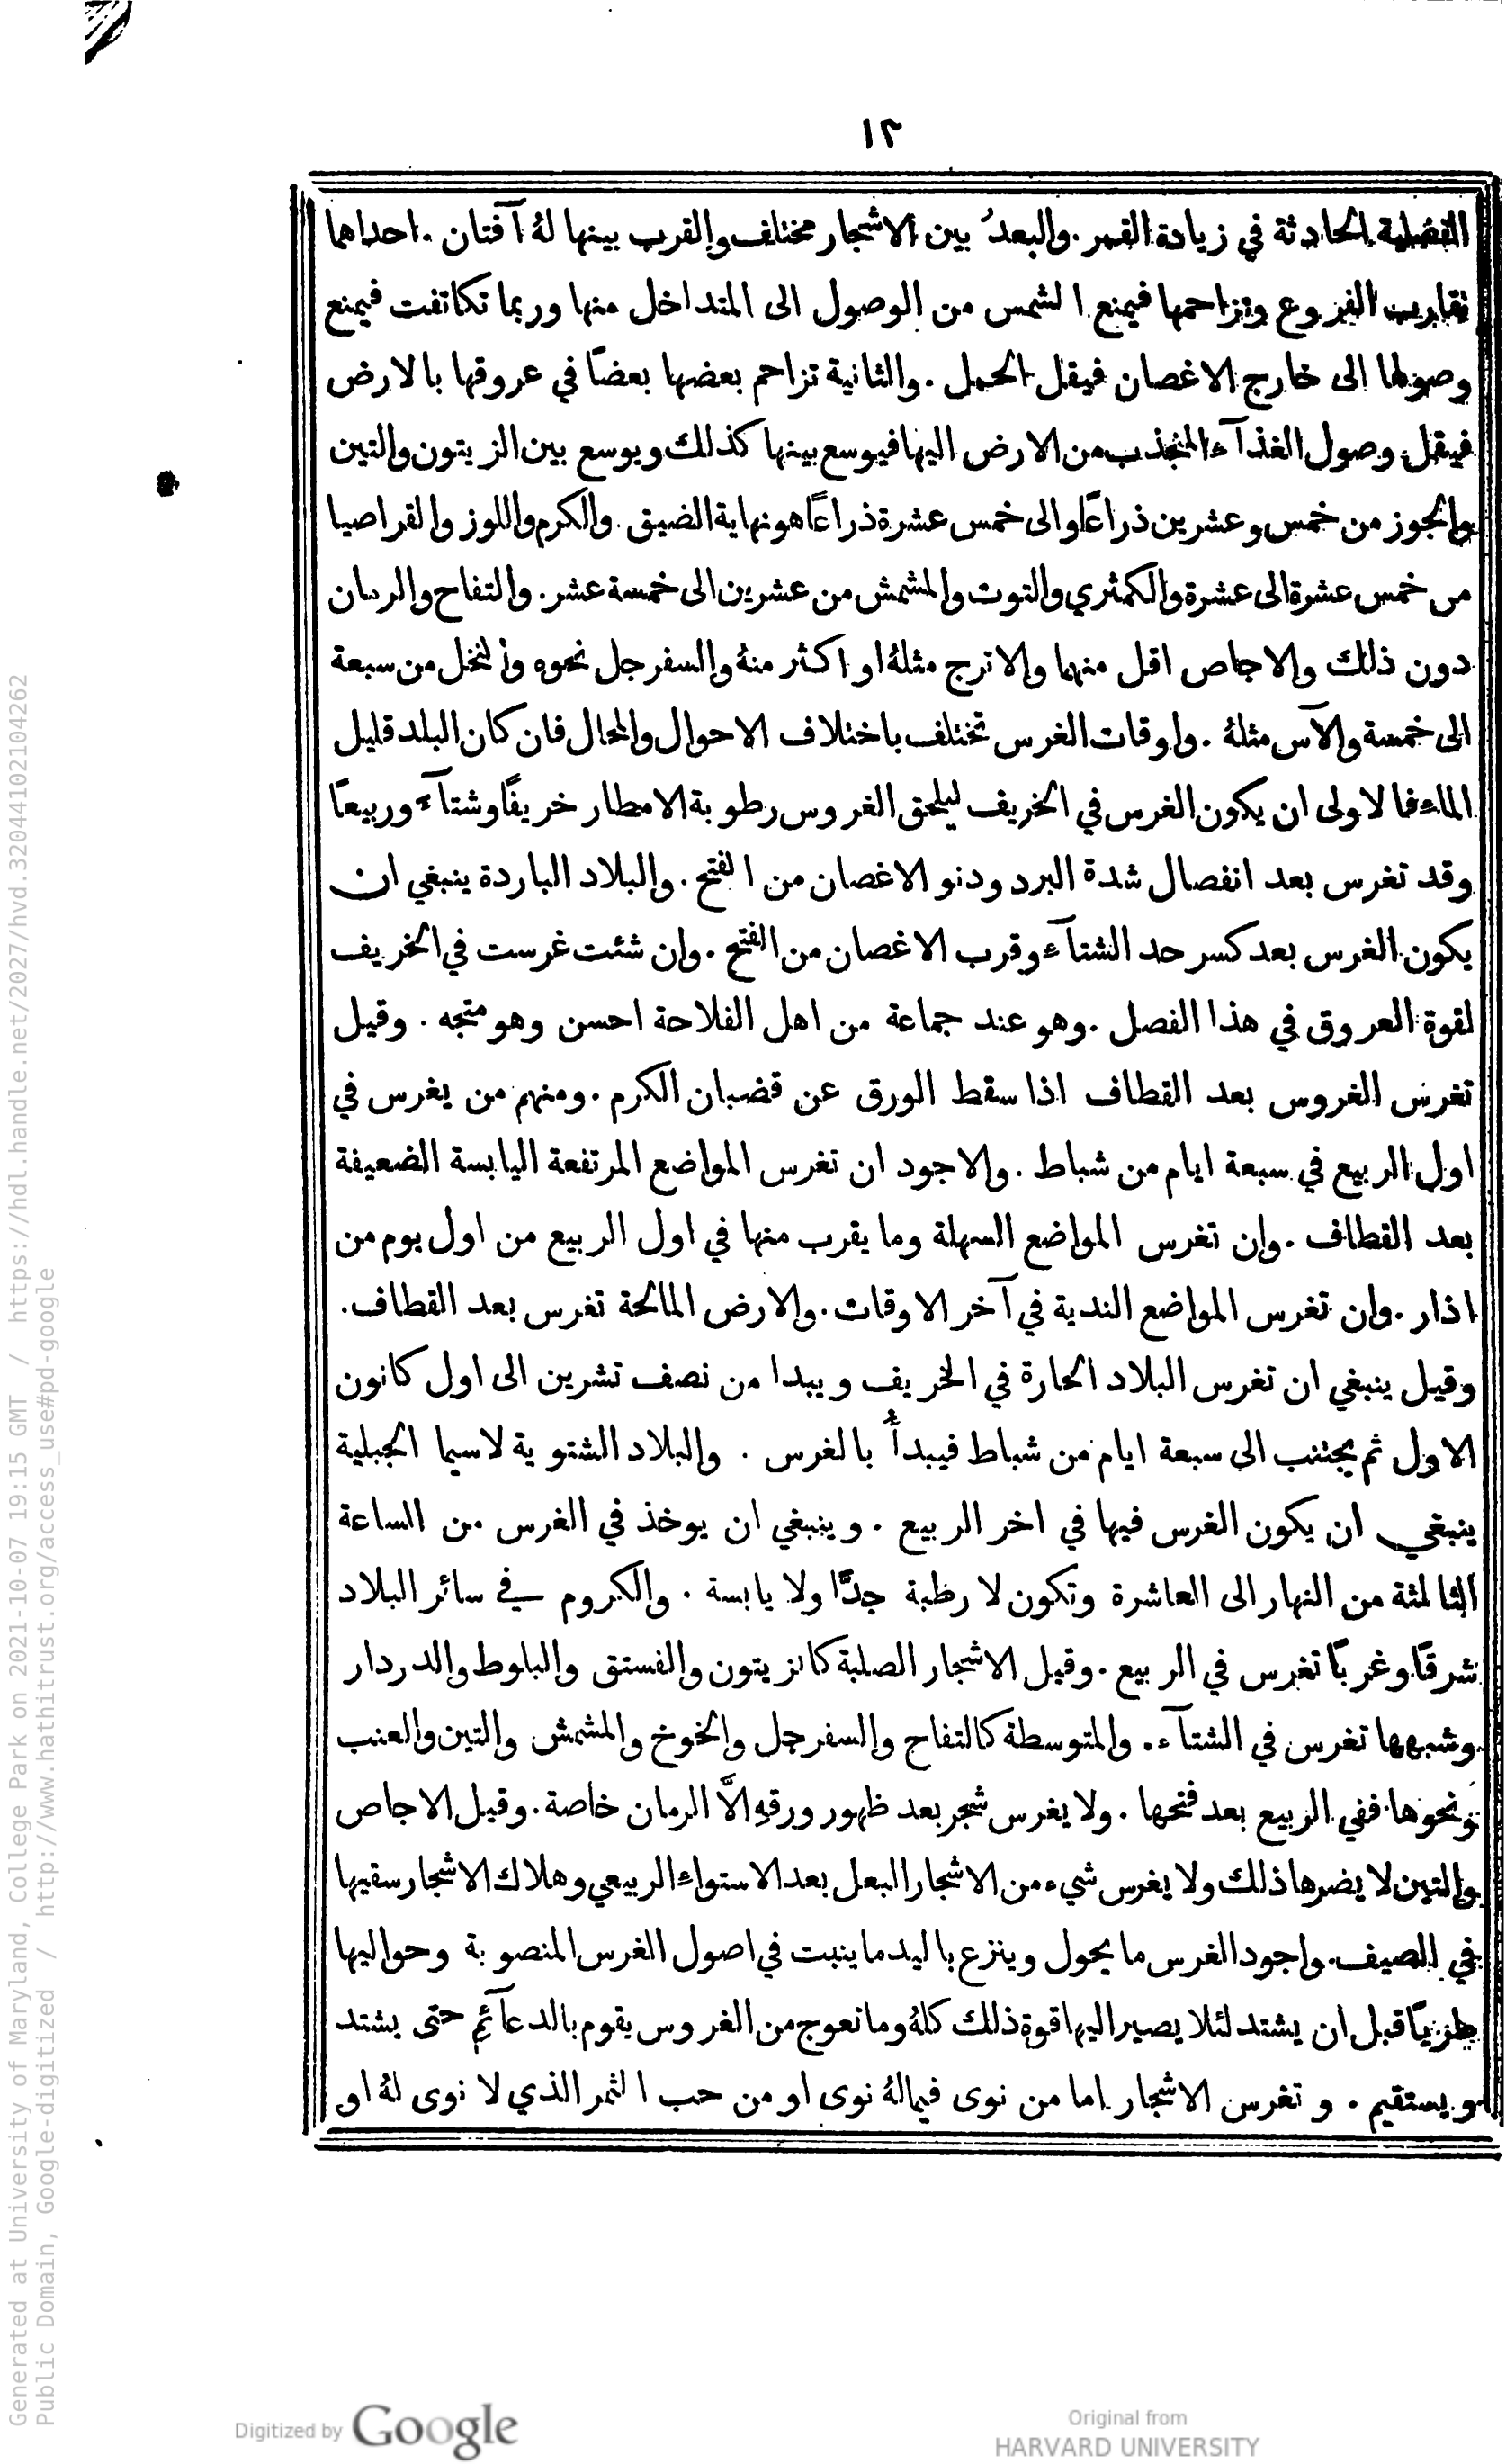 ١٢
الفضلية الحادثة في زيادة القمر . والبعدُ بين الاشجار مختلف والقرب بينها لهُ آفتان . احداهما
تقارب الفروع وتزاحمها فيمنع الشمس من الوصول الى المتداخل منها وربما تكاثفت فيمنع
وصولها الى خارج الاغصان فيقل الحمل . والثانية تزاحم بعضها بعضًا في عروقها بالارض
فيقل وصول الغذآء المنجذب من الارض اليها فيوسع بينها كذلك ويوسع بين الزيتون والتين
والجوز من خمس وعشرين ذراعًا والى خمس عشرة ذراعًا هو نهاية الضيق . والكرم واللوز والقراصيا
من خمس عشرة الى عشرة والكمثري والتوت والمشمش من عشرين الى خمسة عشر . والتفاح والرمان
دون ذلك والاجاص اقل منهما والاترج مثلهُ او اكثر منهُ والسفرجل نحوه والنخل من سبعة
الى خمسة والآس مثلهُ . واوقات الغرس تختلف باختلاف الاحوال والمحال فان كان البلد قليل
الماء فالاولى ان يكون الغرس في الخريف ليلحق الغروس رطوبة الامطار خريفًا وشتآءً وربيعًا
وقد تغرس بعد انفصال شدة البرد ودنو الاغصان من الفتح . والبلاد الباردة ينبغي ان
يكون الغرس بعد كسر حد الشتآء وقرب الاغصان من الفتح . وان شئت غرست في الخريف
لقوة العروق في هذا الفصل . وهو عند جماعة من اهل الفلاحة احسن وهو متجه . وقيل
تغرس الغروس بعد القطاف اذا سقط الورق عن قضبان الكرم . ومنهم من يغرس في
اول الربيع في سبعة ايام من شباط . والاجود ان تغرس المواضع المرتفعة اليابسة الضعيفة
بعد القطاف . وان تغرس المواضع السهلة وما يقرب منها في اول الربيع من اول يوم من
اذار . وان تغرس المواضع الندية في آخر الاوقات . والارض المالحة تغرس بعد القطاف .
وقيل ينبغي ان تغرس البلاد الحارة في الخريف ويبدا من نصف تشرين الى اول كانون
الاول ثم يجتنب الى سبعة ايام من شباط فيبدأُ بالغرس . والبلاد الشتوية لاسيما الجبلية
ينبغي ان يكون الغرس فيها في اخر الربيع . وينبغي ان يوخذ في الغرس من الساعة
الثالثة من النهار الى العاشرة وتكون لا رطبة جدًّا ولا يابسة . والكروم في سائر البلاد
شرقًا وغربًا تغرس في الربيع . وقيل الاشجار الصلبة كالزيتون والفستق والبلوط والدردار
وشبهها تغرس في الشتآء . والمتوسطة كالتفاح والسفرجل والخوخ والمشمش والتين والعنب
ونحوها ففي الربيع بعد فتحها . ولا يغرس شجر بعد ظهور ورقهِ الاَّ الرمان خاصة . وقيل الاجاص
والتين لا يضرها ذلك ولا يغرس شيء من الاشجار البعل بعد الاستواء الربيعي وهلاك الاشجار سقيها
في الصيف . واجود الغرس ما يحول وينزع باليد ما ينبت في اصول الغرس المنصوبة وحواليها
طريًا قبل ان يشتد لئلا يصير اليها قوة ذلك كلهُ وما تعوج من الغروس يقوم بالدعآئم حتى يشتد
ويستقيم . وتغرس الاشجار اما من نوى فيما لهُ نوى او من حب الثمر الذي لا نوى لهُ او
Generated at University of Maryland, College Park on 2021-10-07 19:15 GMT / https://hdl.handle.net/2027/hvd.32044102104262
Public Domain, Google-digitized / http://www.hathitrust.org/access_use#pd-google
Digitized by Google
Original from
HARVARD UNIVERSITY